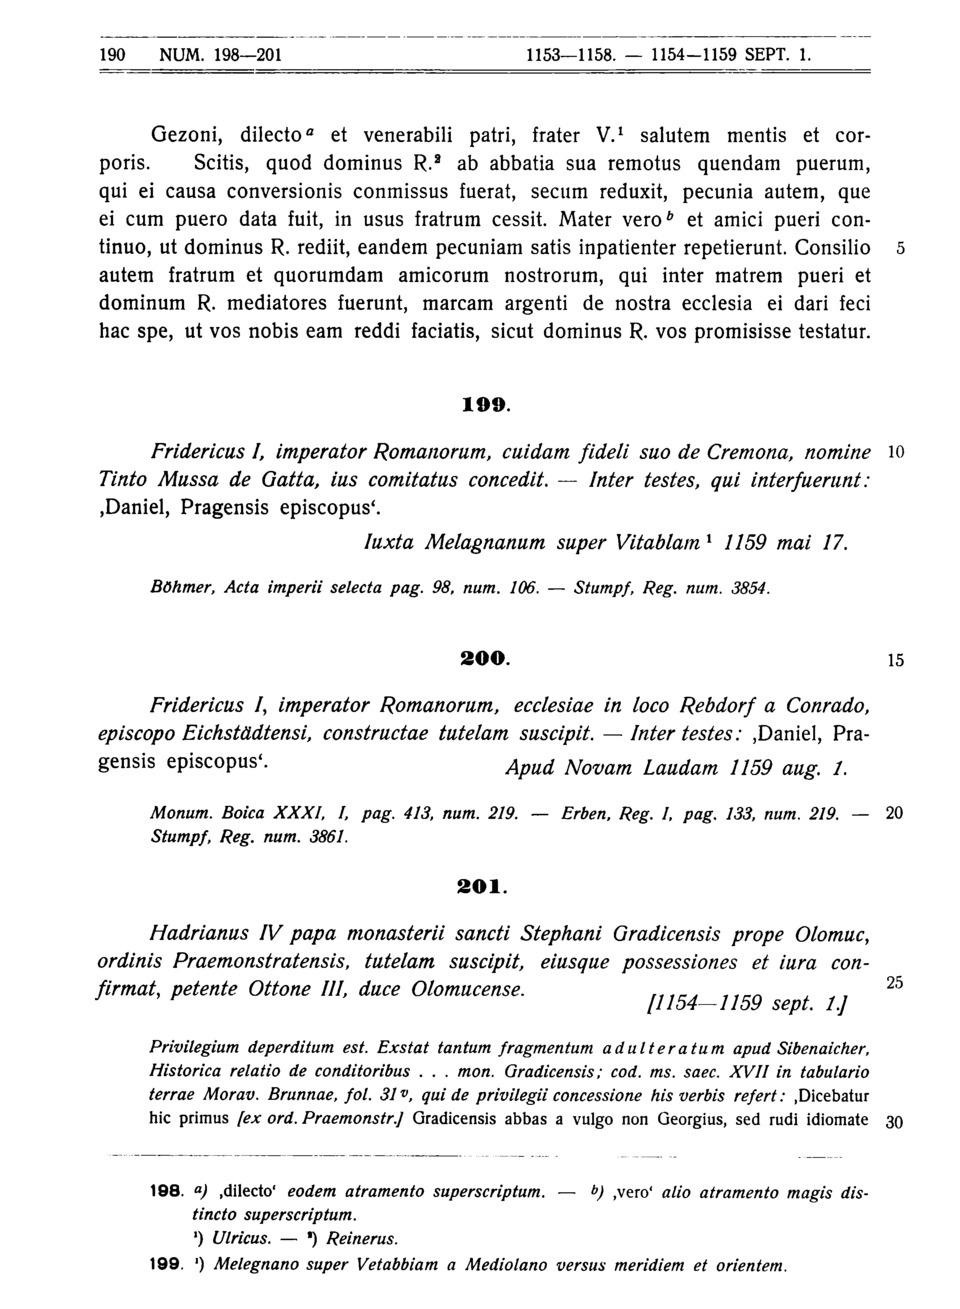 190 NUM. 198—201 1153—1158. — 1154—1159 SEPT. 1.
Gezoni, dilecto a et venerabili patri, frater V.¹ salutem mentis et cor-
poris. Scitis, quod dominus R.² ab abbatia sua remotus quendam puerum,
qui ei causa conversionis conmissus fuerat, secum reduxit, pecunia autem, que
ei cum puero data fuit, in usus fratrum cessit. Mater vero b et amici pueri con-
tinuo, ut dominus R. rediit, eandem pecuniam satis inpatienter repetierunt. Consilio 5
autem fratrum et quorumdam amicorum nostrorum, qui inter matrem pueri et
dominum R. mediatores fuerunt, marcam argenti de nostra ecclesia ei dari feci
hac spe, ut vos nobis eam reddi faciatis, sicut dominus R. vos promisisse testatur.
199.
Fridericus I, imperator Romanorum, cuidam fideli suo de Cremona, nomine 10
Tinto Mussa de Gatta, ius comitatus concedit. — Inter testes, qui interfuerunt:
‚Daniel, Pragensis episcopus‘.
Iuxta Melagnanum super Vitablam ¹ 1159 mai 17.
Böhmer, Acta imperii selecta pag. 98, num. 106. — Stumpf, Reg. num. 3854.
200. 15
Fridericus I, imperator Romanorum, ecclesiae in loco Rebdorf a Conrado,
episcopo Eichstädtensi, constructae tutelam suscipit. — Inter testes: ‚Daniel, Pra-
gensis episcopus‘. Apud Novam Laudam 1159 aug. 1.
Monum. Boica XXXI, I, pag. 413, num. 219. — Erben, Reg. I, pag. 133, num. 219. — 20
Stumpf, Reg. num. 3861.
201.
Hadrianus IV papa monasterii sancti Stephani Gradicensis prope Olomuc,
ordinis Praemonstratensis, tutelam suscipit, eiusque possessiones et iura con-
firmat, petente Ottone III, duce Olomucense. 25
[1154—1159 sept. 1.]
Privilegium deperditum est. Exstat tantum fragmentum adulteratum apud Sibenaicher,
Historica relatio de conditoribus . . . mon. Gradicensis; cod. ms. saec. XVII in tabulario
terrae Morav. Brunnae, fol. 31 v, qui de privilegii concessione his verbis refert: ‚Dicebatur
hic primus [ex ord. Praemonstr.] Gradicensis abbas a vulgo non Georgius, sed rudi idiomate 30
198. a) ‚dilecto‘ eodem atramento superscriptum. — b) ‚vero‘ alio atramento magis dis-
tincto superscriptum.
¹) Ulricus. — ²) Reinerus.
199. ¹) Melegnano super Vetabbiam a Mediolano versus meridiem et orientem.